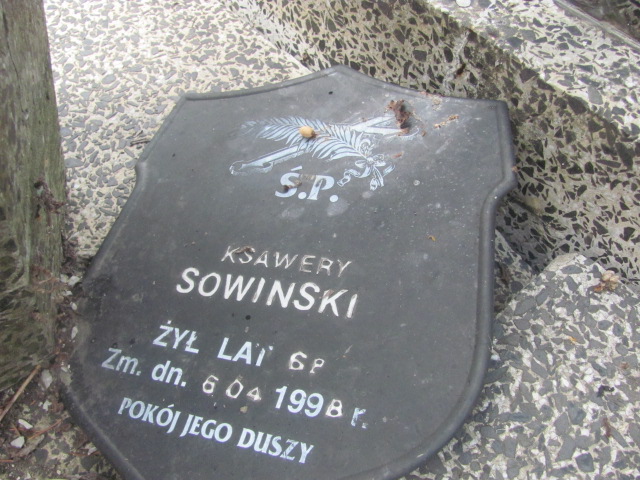 Ś.P.
KSAWERY
SOWINSKI
ŻYŁ LAT 68
Zm. dn. 6 04 1998 r.
POKÓJ JEGO DUSZY